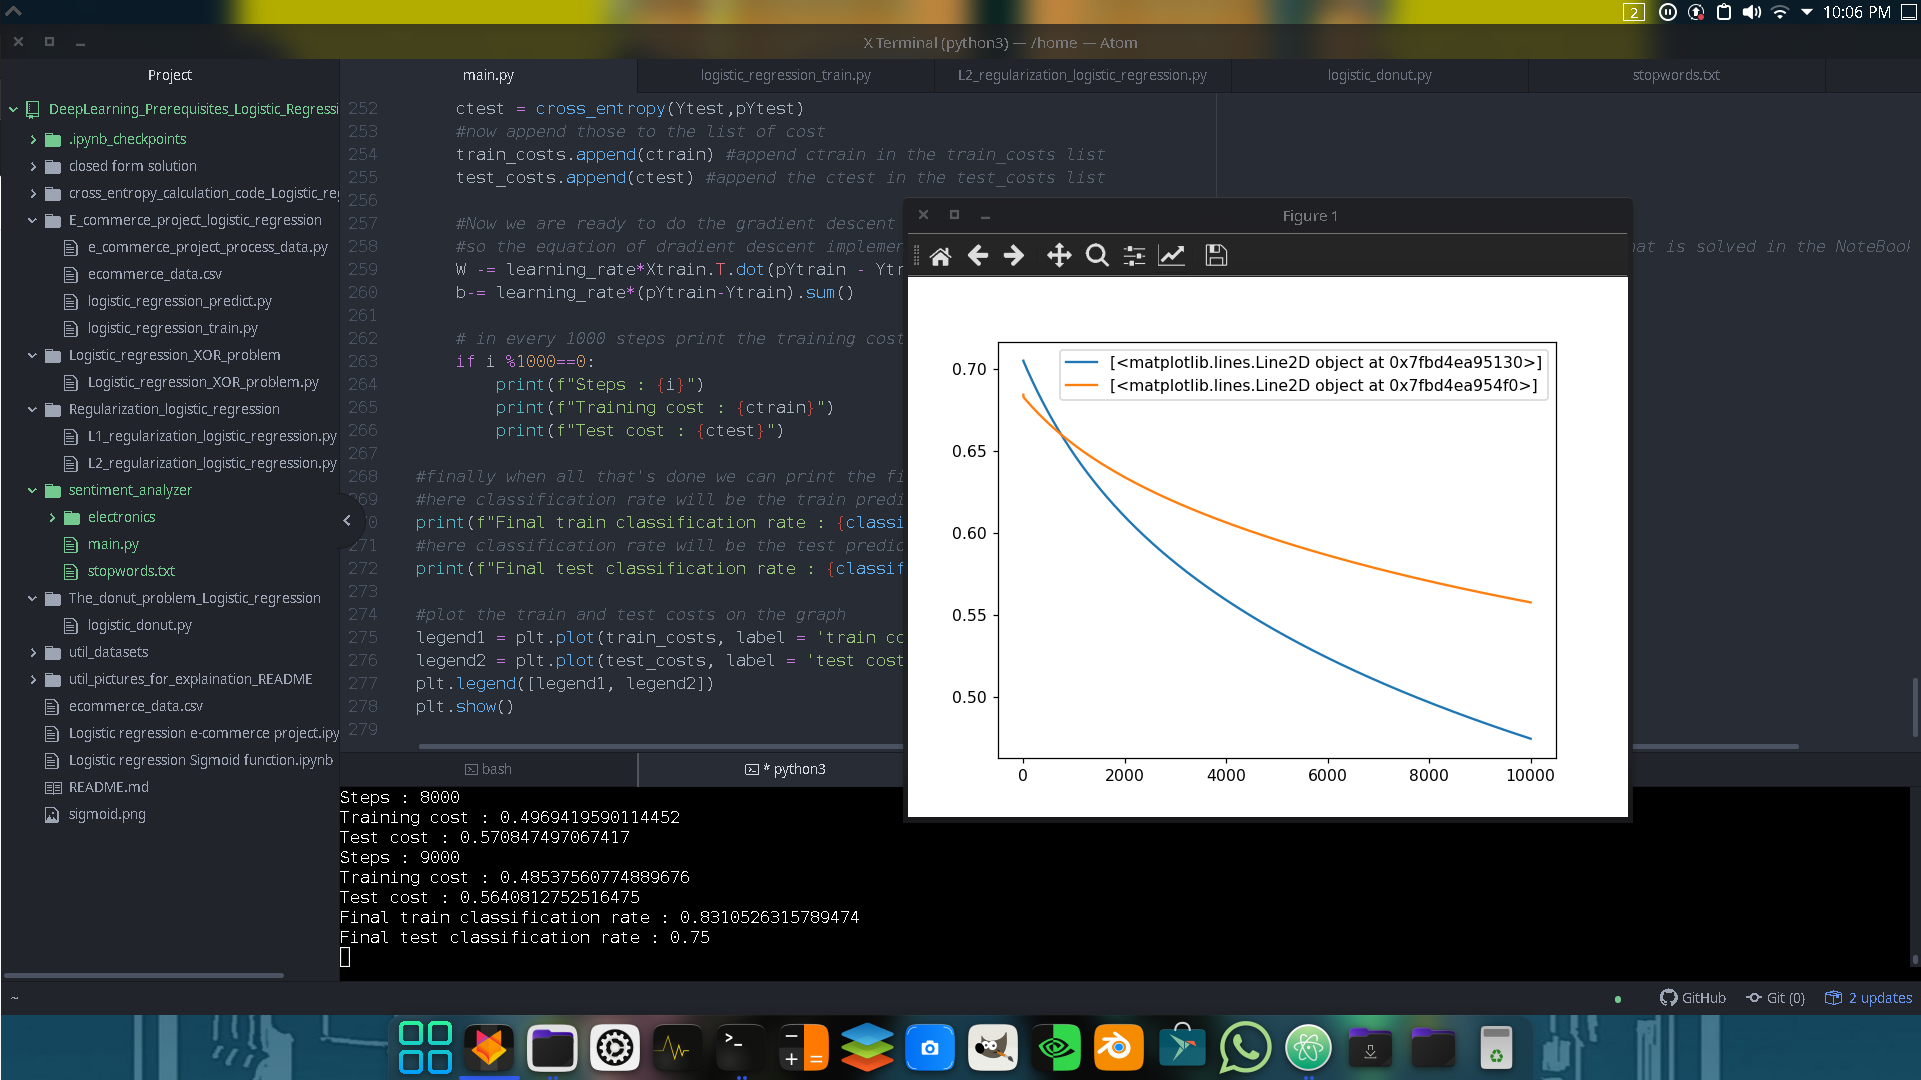 2
10:06 PM
X Terminal (python3) — /home — Atom
Project
main.py
logistic_regression_train.py
L2_regularization_logistic_regression.py
logistic_donut.py
stopwords.txt
DeepLearning_Prerequisites_Logistic_Regressi
.ipynb_checkpoints
closed form solution
cross_entropy_calculation_code_Logistic_re
E_commerce_project_logistic_regression
e_commerce_project_process_data.py
ecommerce_data.csv
logistic_regression_predict.py
logistic_regression_train.py
Logistic_regression_XOR_problem
Logistic_regression_XOR_problem.py
Regularization_logistic_regression
L1_regularization_logistic_regression.py
L2_regularization_logistic_regression.py
sentiment_analyzer
electronics
main.py
stopwords.txt
The_donut_problem_Logistic_regression
logistic_donut.py
util_datasets
util_pictures_for_explaination_README
ecommerce_data.csv
Logistic regression e-commerce project.ipy
Logistic regression Sigmoid function.ipynb
README.md
sigmoid.png
252 ctest = cross_entropy(Ytest,pYtest)
253 #now append those to the list of cost
254 train_costs.append(ctrain) #append ctrain in the train_costs list
255 test_costs.append(ctest) #append the ctest in the test_costs list
256
257 #Now we are ready to do the gradient descent
258 #so the equation of dradient descent implemen at is solved in the NoteBook
259 W -= learning_rate*Xtrain.T.dot(pYtrain - Ytr
260 b-= learning_rate*(pYtrain-Ytrain).sum()
261
262 # in every 1000 steps print the training cost
263 if i %1000==0:
264 print(f"Steps : {i}")
265 print(f"Training cost : {ctrain}")
266 print(f"Test cost : {ctest}")
267
268 #finally when all that's done we can print the fi
269 #here classification rate will be the train predi
70 print(f"Final train classification rate : {classi
271 #here classification rate will be the test predic
272 print(f"Final test classification rate : {classif
273
274 #plot the train and test costs on the graph
275 legend1 = plt.plot(train_costs, label = 'train co
276 legend2 = plt.plot(test_costs, label = 'test cost
277 plt.legend([legend1, legend2])
278 plt.show()
279
Figure 1
[<matplotlib.lines.Line2D object at 0x7fbd4ea95130>]
[<matplotlib.lines.Line2D object at 0x7fbd4ea954f0>]
0.70
0.65
0.60
0.55
0.50
0 2000 4000 6000 8000 10000
bash
* python3
Steps : 8000
Training cost : 0.4969419590114452
Test cost : 0.570847497067417
Steps : 9000
Training cost : 0.48537560774889676
Test cost : 0.5640812752516475
Final train classification rate : 0.8310526315789474
Final test classification rate : 0.75
~
GitHub
Git (0)
2 updates